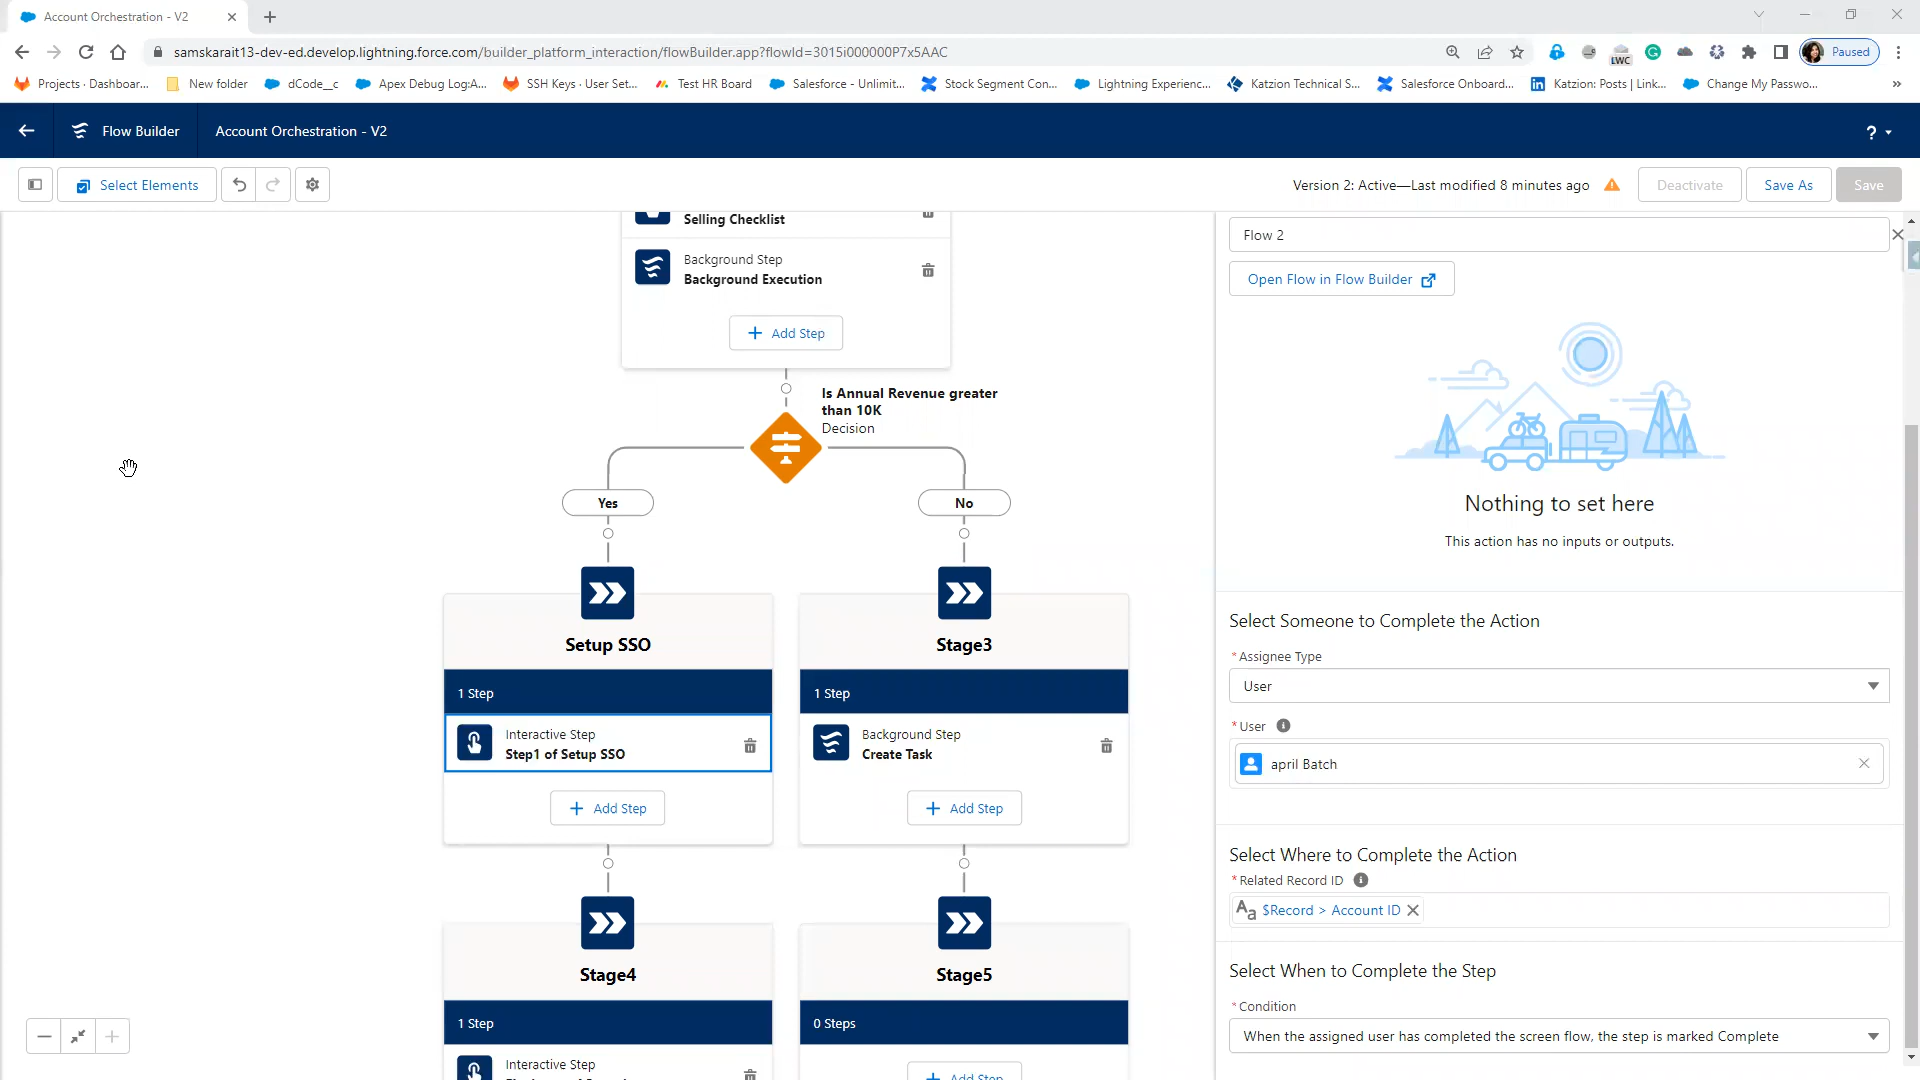 Account Orchestration - V2
samskarait13-dev-ed.develop.lightning.force.com/builder_platform_interaction/flowBuilder.app?flowId=3015i000000P7x5AAC
LWC
Paused
Projects · Dashboar...
New folder
dCode__c
Apex Debug Log:A...
SSH Keys · User Set...
Test HR Board
Salesforce - Unlimit...
Stock Segment Con...
Lightning Experienc...
Katzion Technical S...
Salesforce Onboard...
Katzion: Posts | Link...
Change My Passwo...
Flow Builder
Account Orchestration - V2
?
Select Elements
Version 2: Active—Last modified 8 minutes ago
Deactivate
Save As
Save
Selling Checklist
Background Step
Background Execution
Add Step
Is Annual Revenue greater
than 10K
Decision
Yes
No
Setup SSO
Stage3
1 Step
1 Step
Interactive Step
Step1 of Setup SSO
Background Step
Create Task
Add Step
Add Step
Stage4
Stage5
1 Step
0 Steps
Interactive Step
Add Step
Flow 2
Open Flow in Flow Builder
Nothing to set here
This action has no inputs or outputs.
Select Someone to Complete the Action
*Assignee Type
User
*User
april Batch
Select Where to Complete the Action
*Related Record ID
Aa $Record > Account ID
Select When to Complete the Step
*Condition
When the assigned user has completed the screen flow, the step is marked Complete